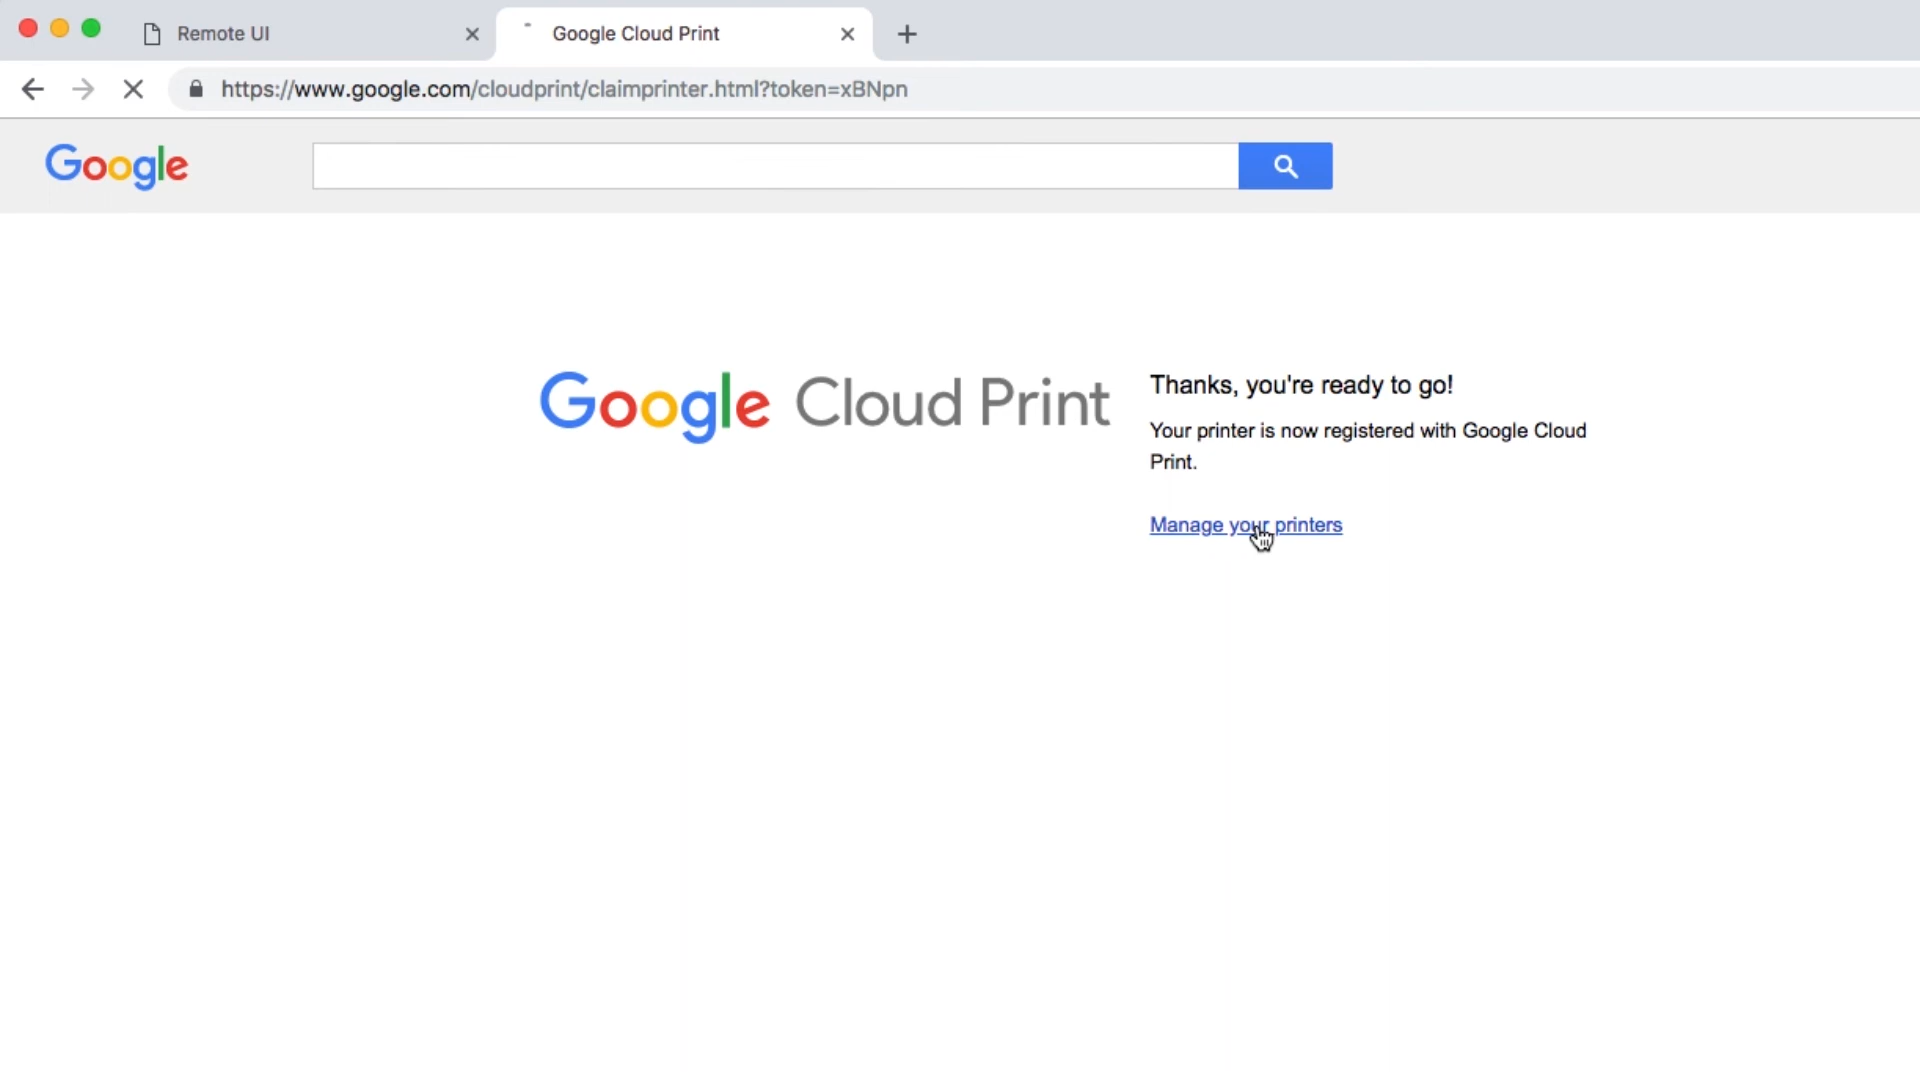 Remote UI
Google Cloud Print
https://www.google.com/cloudprint/claimprinter.html?token=xBNpn
Google
Google Cloud Print
Thanks, you're ready to go!
Your printer is now registered with Google Cloud
Print.
Manage your printers